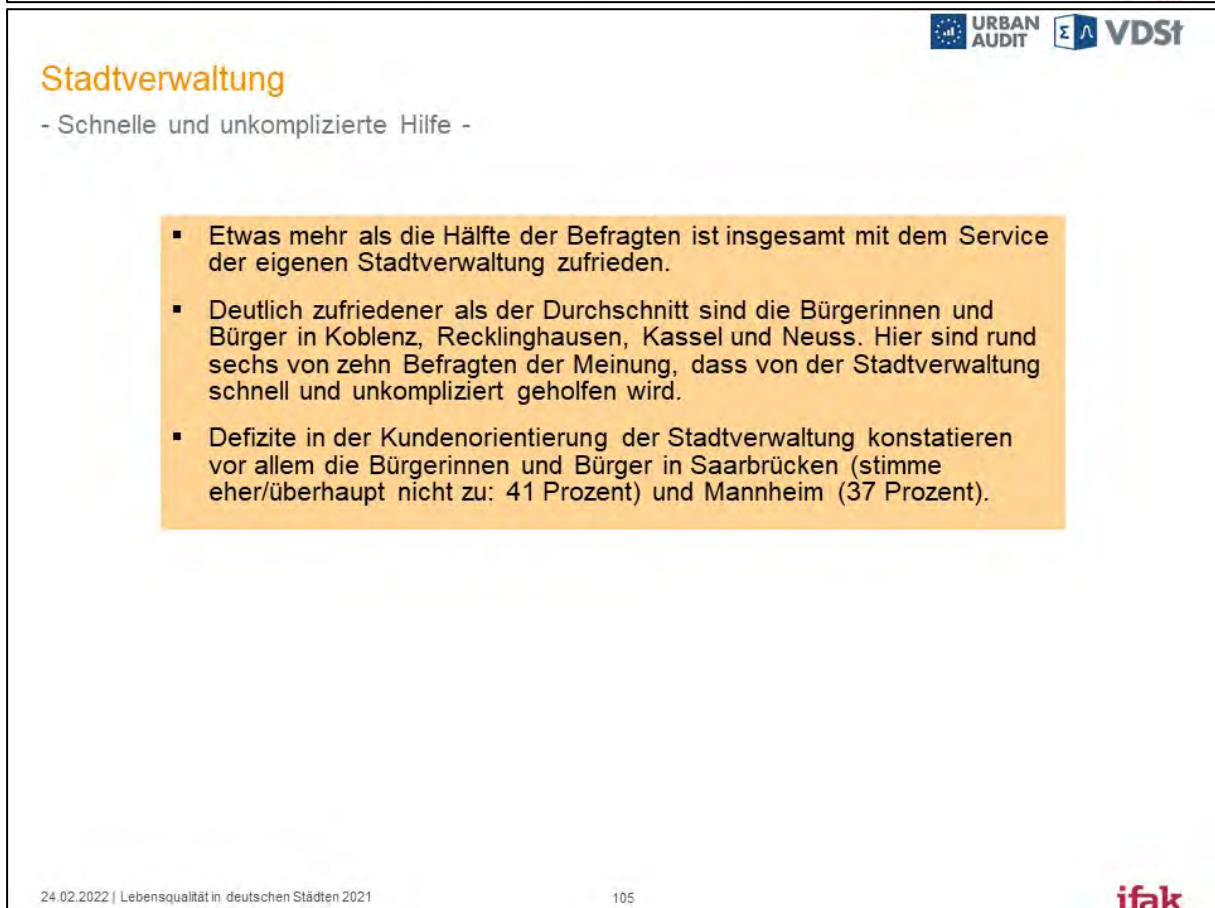 URBAN AUDIT
Σ VDSt
Stadtverwaltung
- Schnelle und unkomplizierte Hilfe -
▪ Etwas mehr als die Hälfte der Befragten ist insgesamt mit dem Service
der eigenen Stadtverwaltung zufrieden.
▪ Deutlich zufriedener als der Durchschnitt sind die Bürgerinnen und
Bürger in Koblenz, Recklinghausen, Kassel und Neuss. Hier sind rund
sechs von zehn Befragten der Meinung, dass von der Stadtverwaltung
schnell und unkompliziert geholfen wird.
▪ Defizite in der Kundenorientierung der Stadtverwaltung konstatieren
vor allem die Bürgerinnen und Bürger in Saarbrücken (stimme
eher/überhaupt nicht zu: 41 Prozent) und Mannheim (37 Prozent).
24.02.2022 | Lebensqualität in deutschen Städten 2021
105
ifak